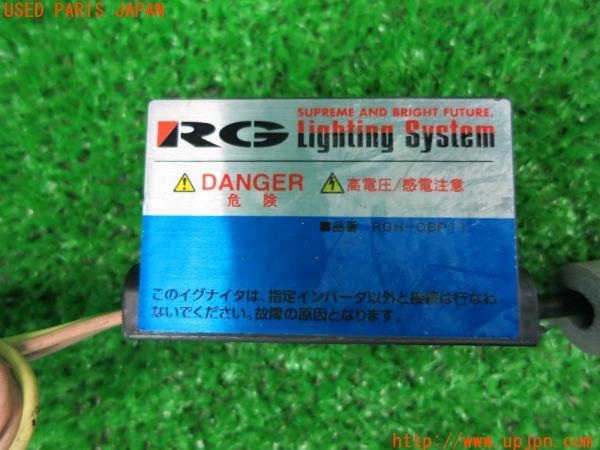 USED PARTS JAPAN
SUPREME AND BRIGHT FUTURE.
RG Lighting System
DANGER 高電圧/感電注意
危険
■品番 RGH-CBP11
このイグナイタは、指定インバータ以外と接続は行なわ
ないでください。故障の原因となります。
http://www.upjpn.com/